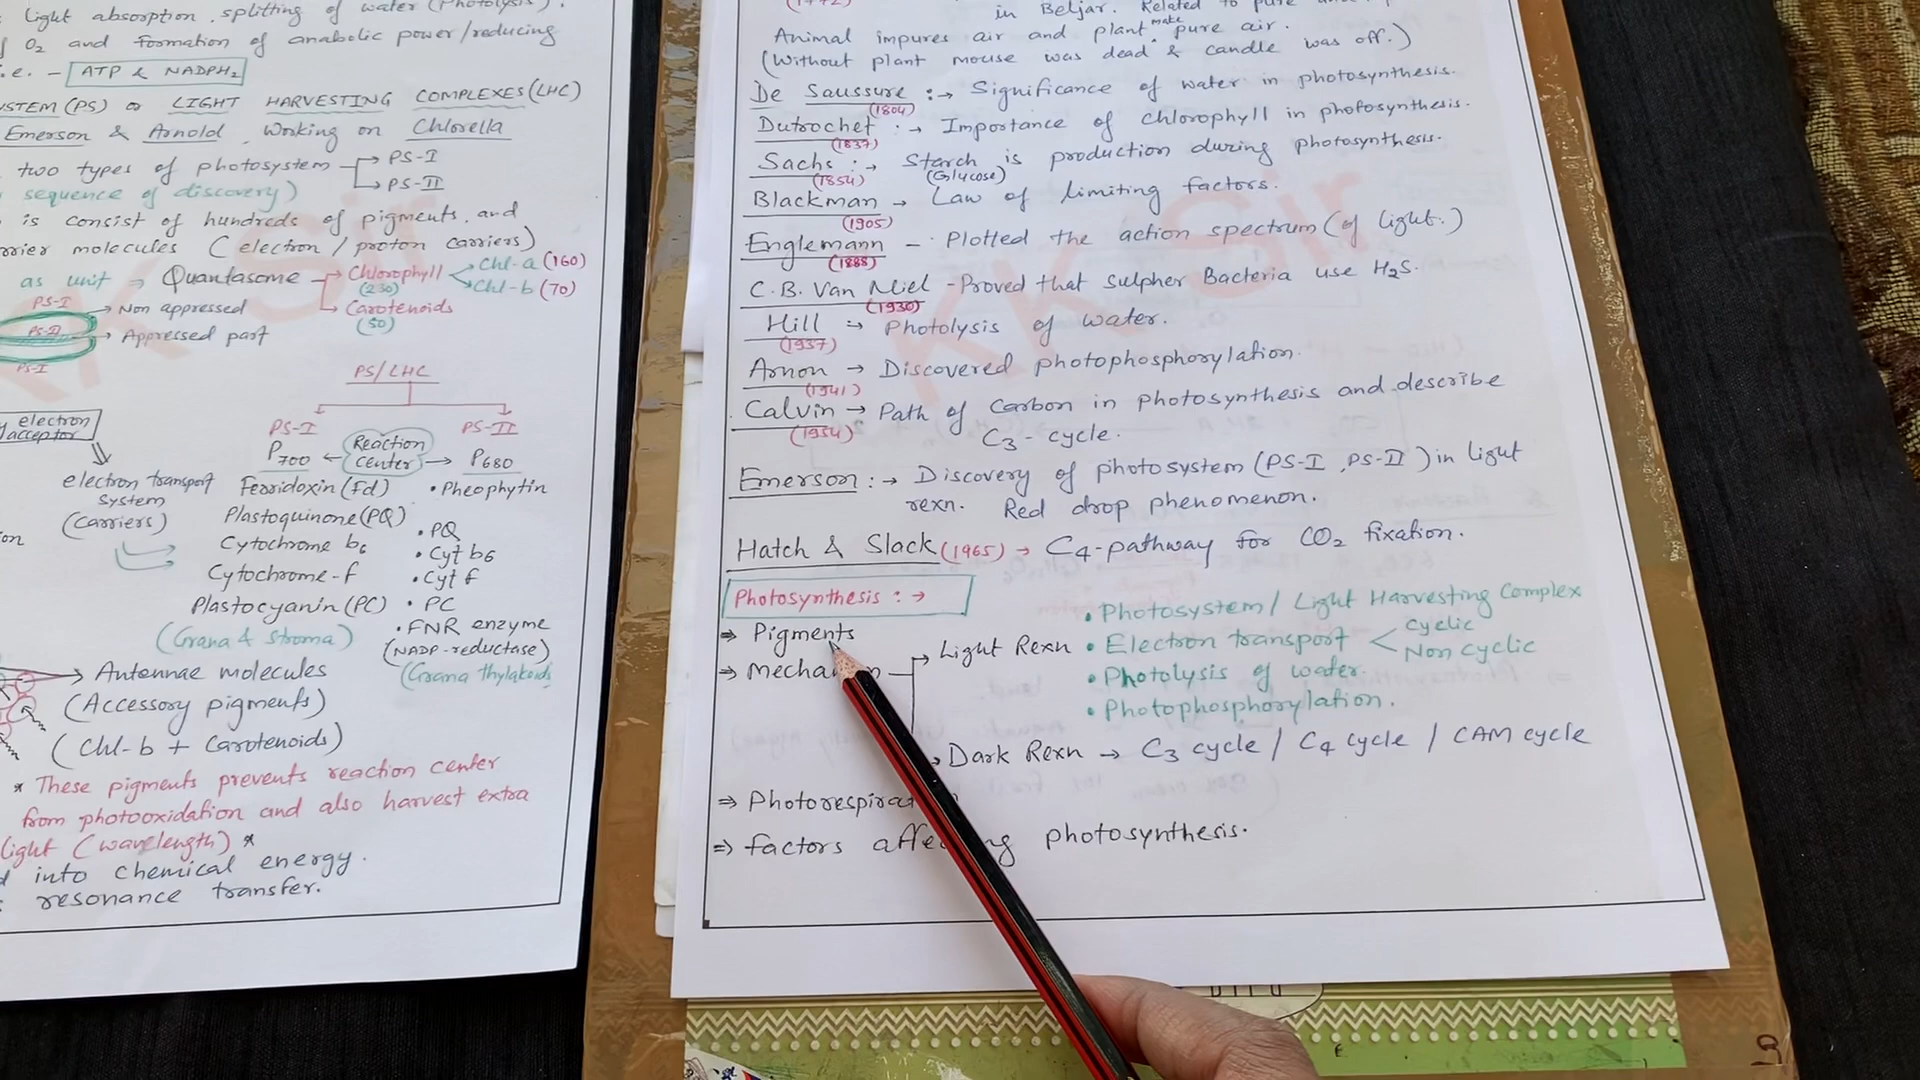 light absorption, splitting of water (Photolysis).
O2 and formation of anabolic power/reducing
i.e. - ATP & NADPH2
STEM (PS) or LIGHT HARVESTING COMPLEXES (LHC)
Emerson & Arnold, Working on Chlorella
two types of photosystem → PS-I
→ PS-II
sequence of discovery)
is consist of hundreds of pigments and
rrier molecules (electron/proton carriers)
as unit → Quantasome → Chlorophyll (230) Chl-a (160)
Chl-b (70)
→ Carotenoids (50)
PS-I → Non appressed
PS-II → Appressed part
PS-I
PS/LHC
PS-I PS-II
electron acceptor
P700 ← Reaction center → P680
electron transport system (Carriers)
Ferridoxin (Fd) • Pheophytin
Plastoquinone (PQ) • PQ
Cytochrome b6 • Cyt b6
Cytochrome-f • Cyt f
Plastocyanin (PC) • PC
(Grana & Stroma) • FNR enzyme
(NADP-reductase)
(Grana thylakoids
Antennae molecules
(Accessory pigments)
(Chl-b + Carotenoids)
* These pigments prevents reaction center
from photooxidation and also harvest extra
light (wavelength) *
into chemical energy.
resonance transfer.
(1772)
in Beljar. Related to pure
Animal impures air and plant make pure air.
(Without plant mouse was dead & candle was off.)
De Saussure :→ Significance of water in photosynthesis.
(1804)
Dutrochet :→ Importance of chlorophyll in photosynthesis.
(1837)
Sachs :→ Starch is production during photosynthesis.
(1854) (Glucose)
Blackman → Law of limiting factors.
(1905)
Englemann - Plotted the action spectrum (of light.)
(1888)
C.B. Van Niel - Proved that Sulpher Bacteria use H2S.
(1930)
Hill :→ Photolysis of water.
(1937)
Arnon → Discovered photophosphorylation.
(1941)
Calvin → Path of Carbon in photosynthesis and describe
(1954) C3-cycle.
Emerson :→ Discovery of photosystem (PS-I, PS-II) in light
rexn. Red drop phenomenon.
Hatch & Slack (1965) → C4-pathway for CO2 fixation.
Photosynthesis :→
⇒ Pigments
⇒ Mechan
Light Rexn
• Photosystem/ Light Harvesting Complex
• Electron transport < Cyclic
Non cyclic
• Photolysis of water
• Photophosphorylation.
Dark Rexn → C3 cycle / C4 cycle / CAM cycle
⇒ Photorespirat
⇒ factors affe ng photosynthesis.
KK Sir